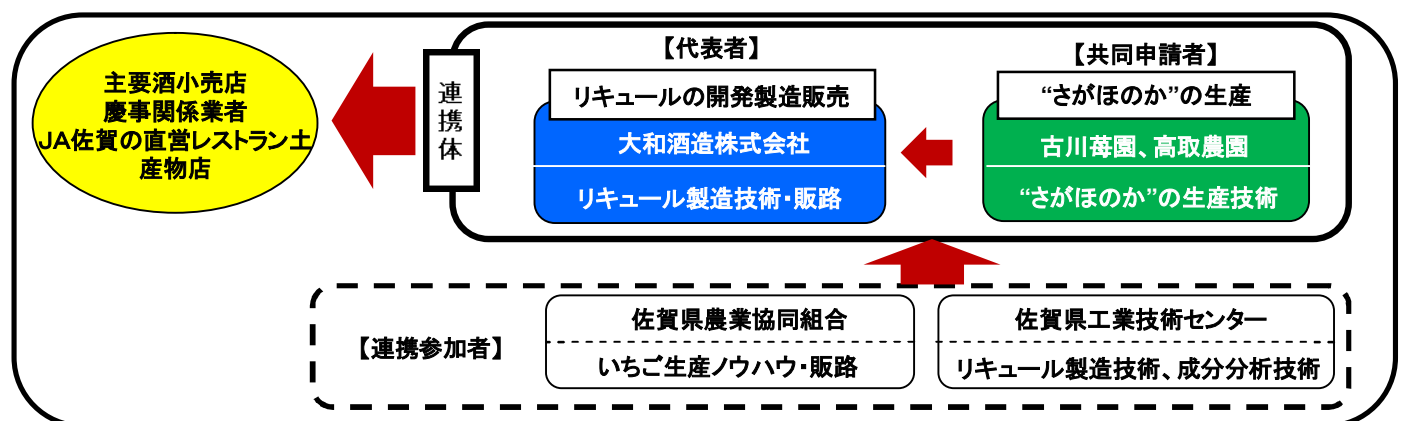 主要酒小売店
慶事関係業者
JA佐賀の直営レストラン土
産物店
連携体
【代表者】
リキュールの開発製造販売
大和酒造株式会社
リキュール製造技術・販路
【共同申請者】
“さがほのか”の生産
古川苺園、高取農園
“さがほのか”の生産技術
【連携参加者】
佐賀県農業協同組合
いちご生産ノウハウ・販路
佐賀県工業技術センター
リキュール製造技術、成分分析技術